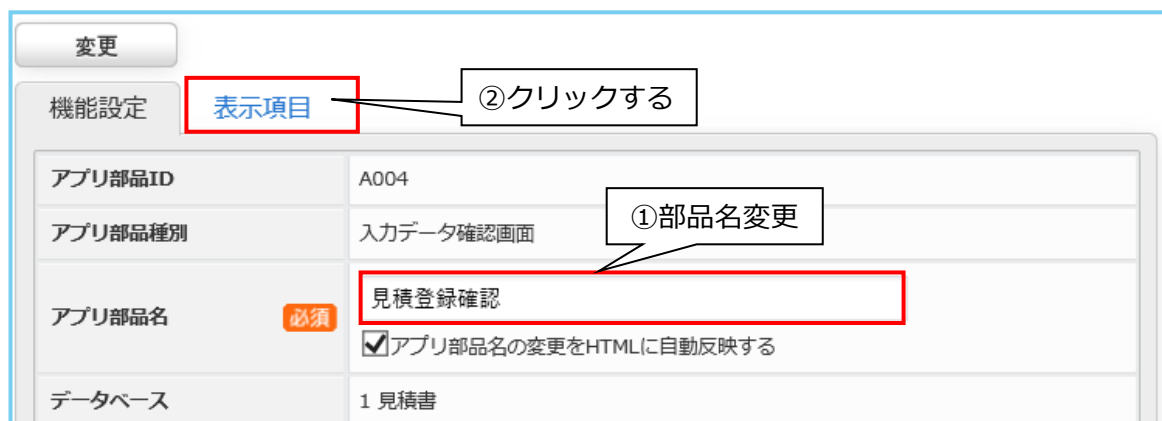 変更
機能設定
表示項目
②クリックする
アプリ部品ID
A004
アプリ部品種別
入力データ確認画面
①部品名変更
アプリ部品名
必須
見積登録確認
アプリ部品名の変更をHTMLに自動反映する
データベース
1 見積書